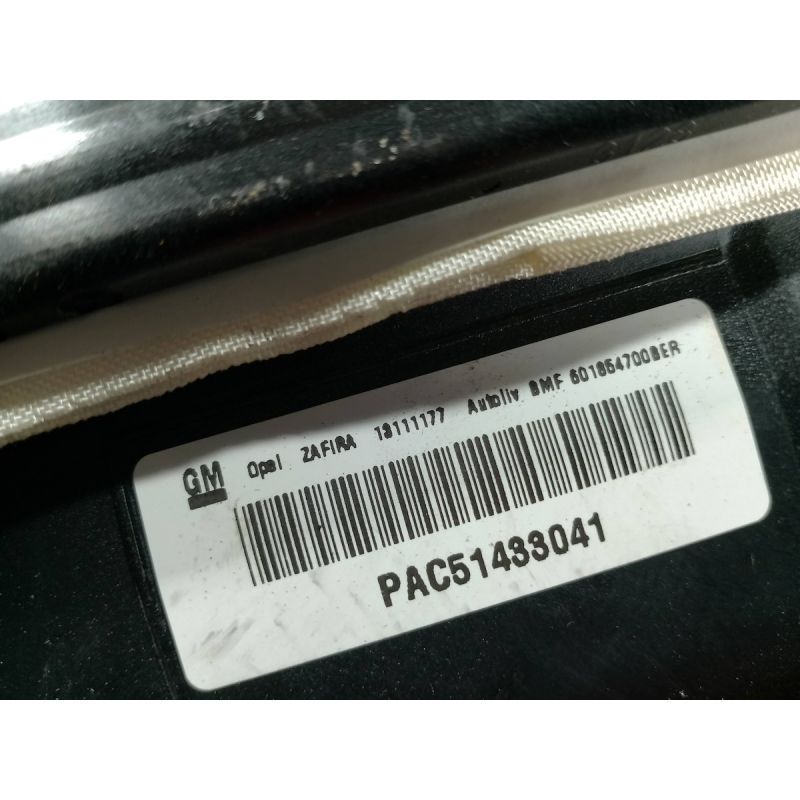 GM Opel ZAFIRA 13111177 Autoliv BMF 601654700BER
PAC51433041